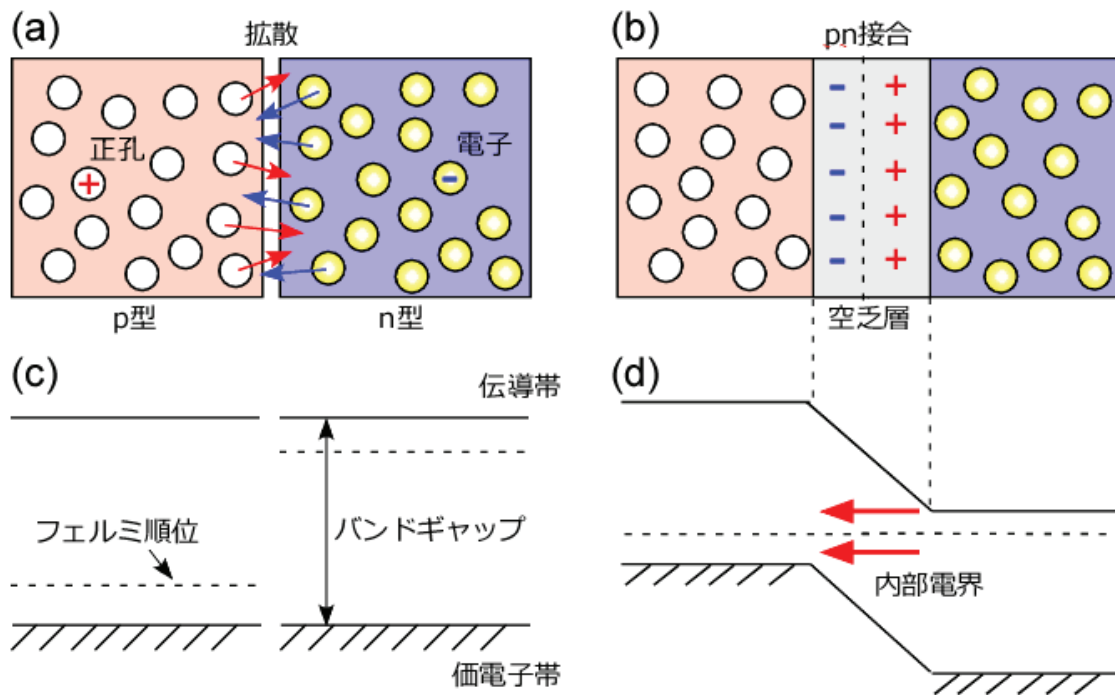 (a)
拡散
正孔
+
電子
-
p型
n型
(b)
pn接合
- +
- +
- +
- +
- +
空乏層
(c)
伝導帯
フェルミ順位
バンドギャップ
価電子帯
(d)
内部電界